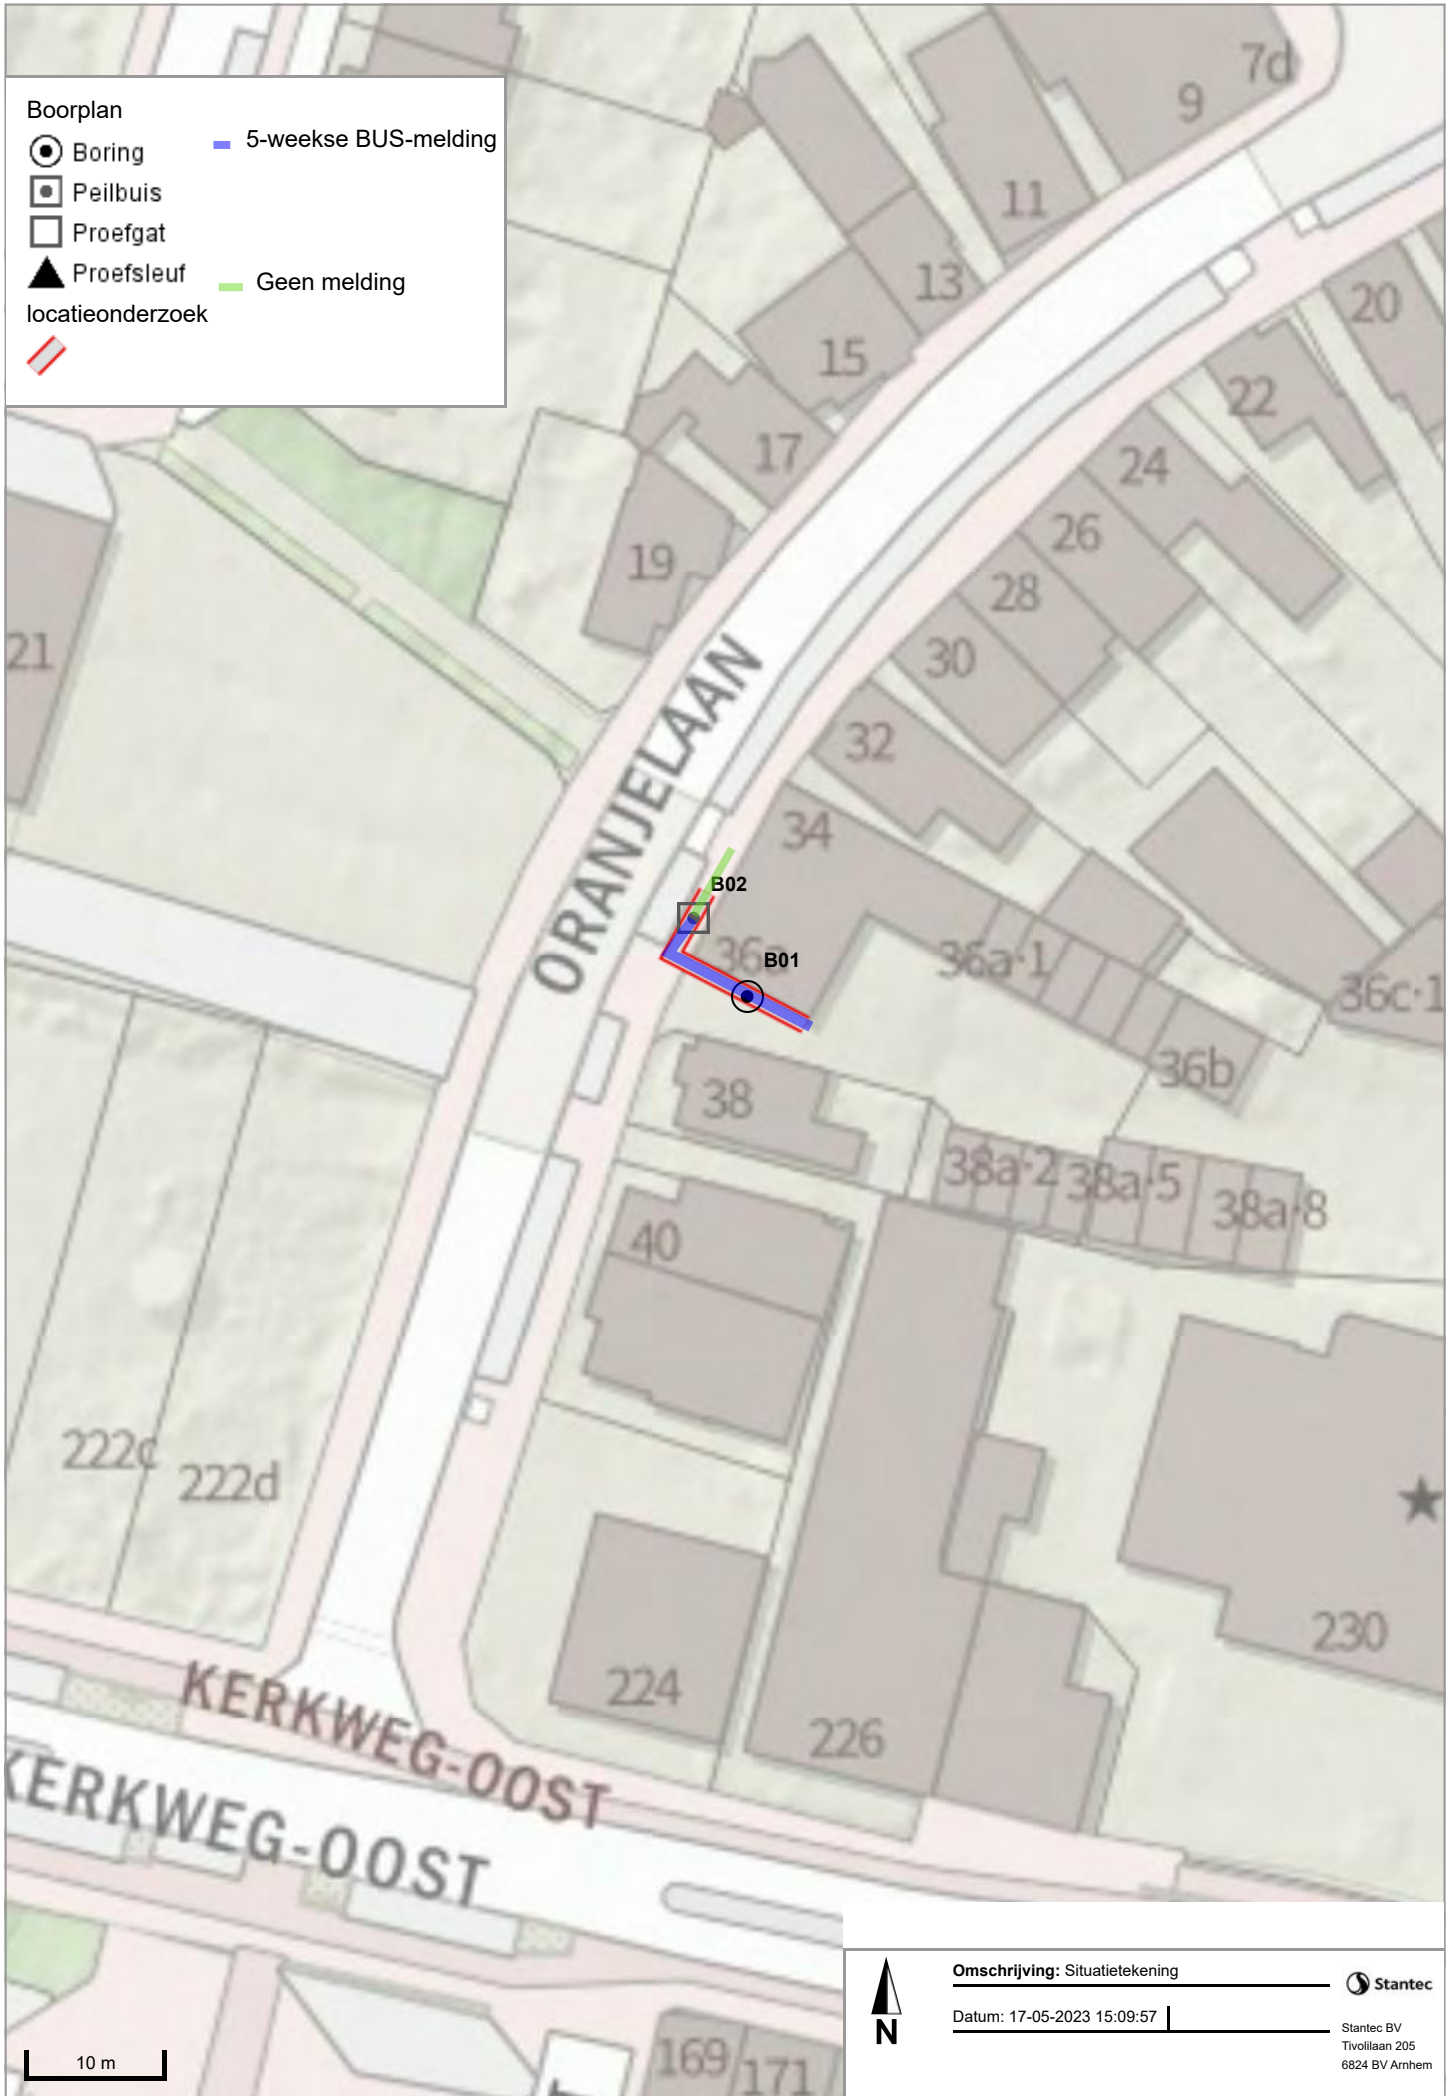 Boorplan
Boring
Peilbuis
Proefgat
Proefsleuf
locatieonderzoek
5-weekse BUS-melding
Geen melding
7d
9
11
13
15
17
19
21
20
22
24
26
28
30
32
34
ORANJELAAN
B02
36a
B01
36a-1
36c-1
36b
38
38a-2
38a-5
38a-8
40
222c
222d
224
226
230
KERKWEG-OOST
KERKWEG-OOST
169
171
10 m
N
Omschrijving: Situatietekening
Datum: 17-05-2023 15:09:57
Stantec
Stantec BV
Tivolilaan 205
6824 BV Arnhem